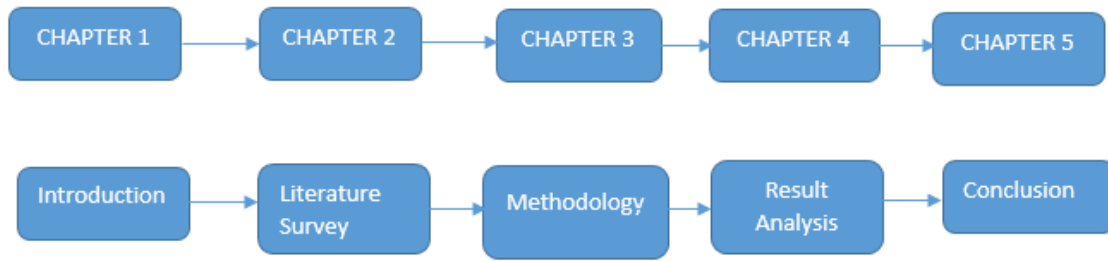 CHAPTER 1
CHAPTER 2
CHAPTER 3
CHAPTER 4
CHAPTER 5
Introduction
Literature
Survey
Methodology
Result
Analysis
Conclusion